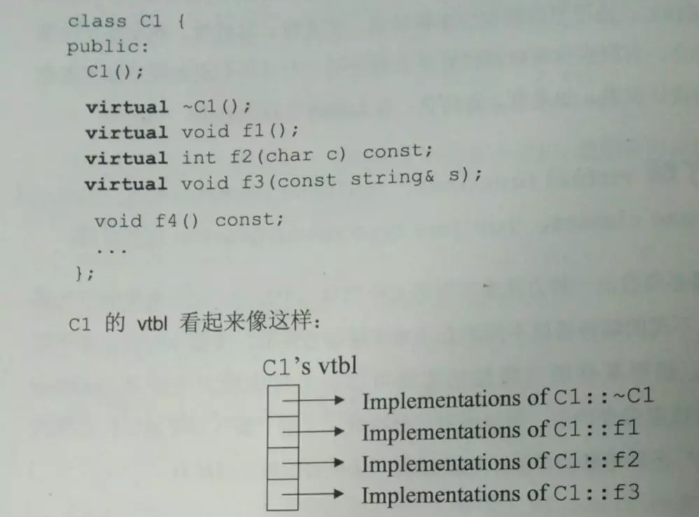 class C1 {
public:
C1();
virtual ~C1();
virtual void f1();
virtual int f2(char c) const;
virtual void f3(const string& s);
void f4() const;
...
};
C1 的 vtbl 看起来像这样：
C1's vtbl
Implementations of C1::~C1
Implementations of C1::f1
Implementations of C1::f2
Implementations of C1::f3